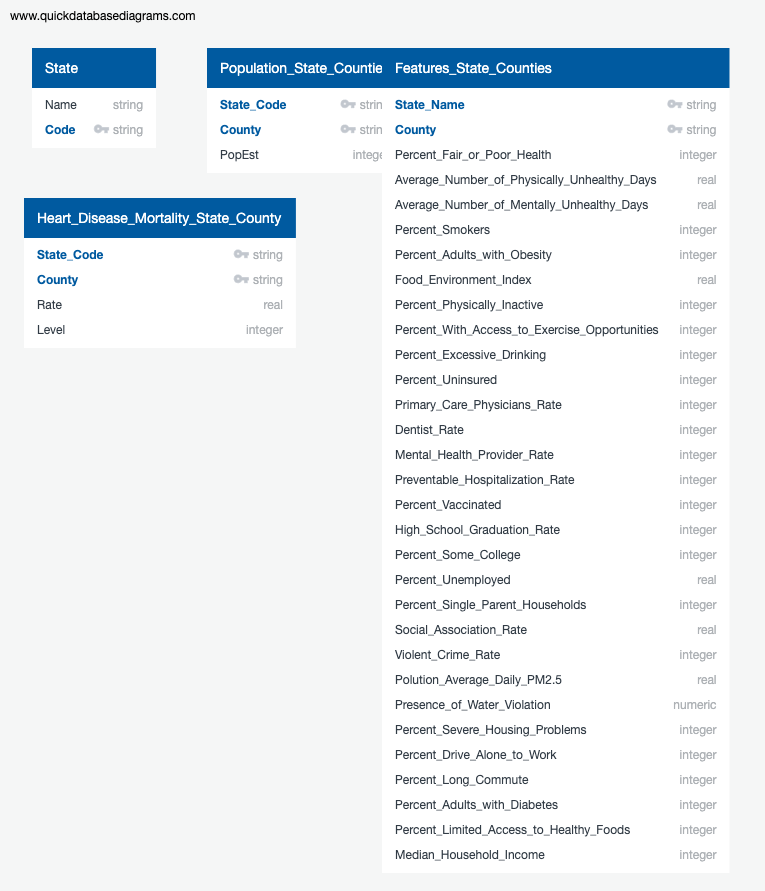 www.quickdatabasediagrams.com
State
Name string
Code string
Population_State_Countie
State_Code strin
County strin
PopEst intege
Heart_Disease_Mortality_State_County
State_Code string
County string
Rate real
Level integer
Features_State_Counties
State_Name string
County string
Percent_Fair_or_Poor_Health integer
Average_Number_of_Physically_Unhealthy_Days real
Average_Number_of_Mentally_Unhealthy_Days real
Percent_Smokers integer
Percent_Adults_with_Obesity integer
Food_Environment_Index real
Percent_Physically_Inactive integer
Percent_With_Access_to_Exercise_Opportunities integer
Percent_Excessive_Drinking integer
Percent_Uninsured integer
Primary_Care_Physicians_Rate integer
Dentist_Rate integer
Mental_Health_Provider_Rate integer
Preventable_Hospitalization_Rate integer
Percent_Vaccinated integer
High_School_Graduation_Rate integer
Percent_Some_College integer
Percent_Unemployed real
Percent_Single_Parent_Households integer
Social_Association_Rate real
Violent_Crime_Rate integer
Polution_Average_Daily_PM2.5 real
Presence_of_Water_Violation numeric
Percent_Severe_Housing_Problems integer
Percent_Drive_Alone_to_Work integer
Percent_Long_Commute integer
Percent_Adults_with_Diabetes integer
Percent_Limited_Access_to_Healthy_Foods integer
Median_Household_Income integer